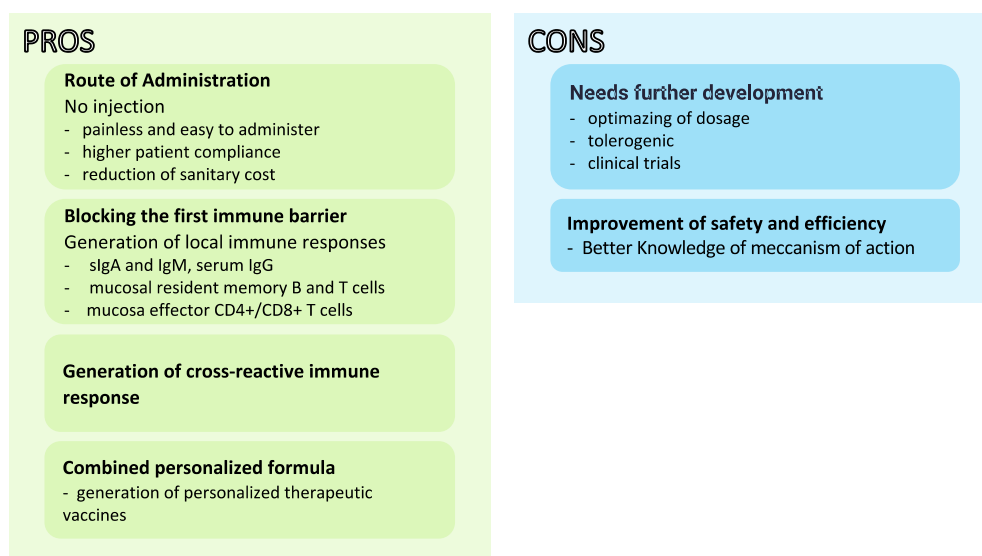 PROS
Route of Administration
No injection
- painless and easy to administer
- higher patient compliance
- reduction of sanitary cost
Blocking the first immune barrier
Generation of local immune responses
- sIgA and IgM, serum IgG
- mucosal resident memory B and T cells
- mucosa effector CD4+/CD8+ T cells
Generation of cross-reactive immune
response
Combined personalized formula
- generation of personalized therapeutic
vaccines
CONS
Needs further development
- optimazing of dosage
- tolerogenic
- clinical trials
Improvement of safety and efficiency
- Better Knowledge of meccanism of action